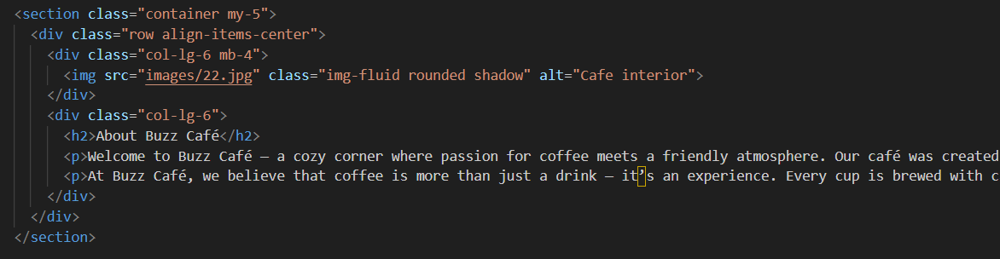 <section class="container my-5">
<div class="row align-items-center">
<div class="col-lg-6 mb-4">
<img src="images/22.jpg" class="img-fluid rounded shadow" alt="Cafe interior">
</div>
<div class="col-lg-6">
<h2>About Buzz Café</h2>
<p>Welcome to Buzz Café – a cozy corner where passion for coffee meets a friendly atmosphere. Our café was created
<p>At Buzz Café, we believe that coffee is more than just a drink – it’s an experience. Every cup is brewed with c
</div>
</div>
</section>